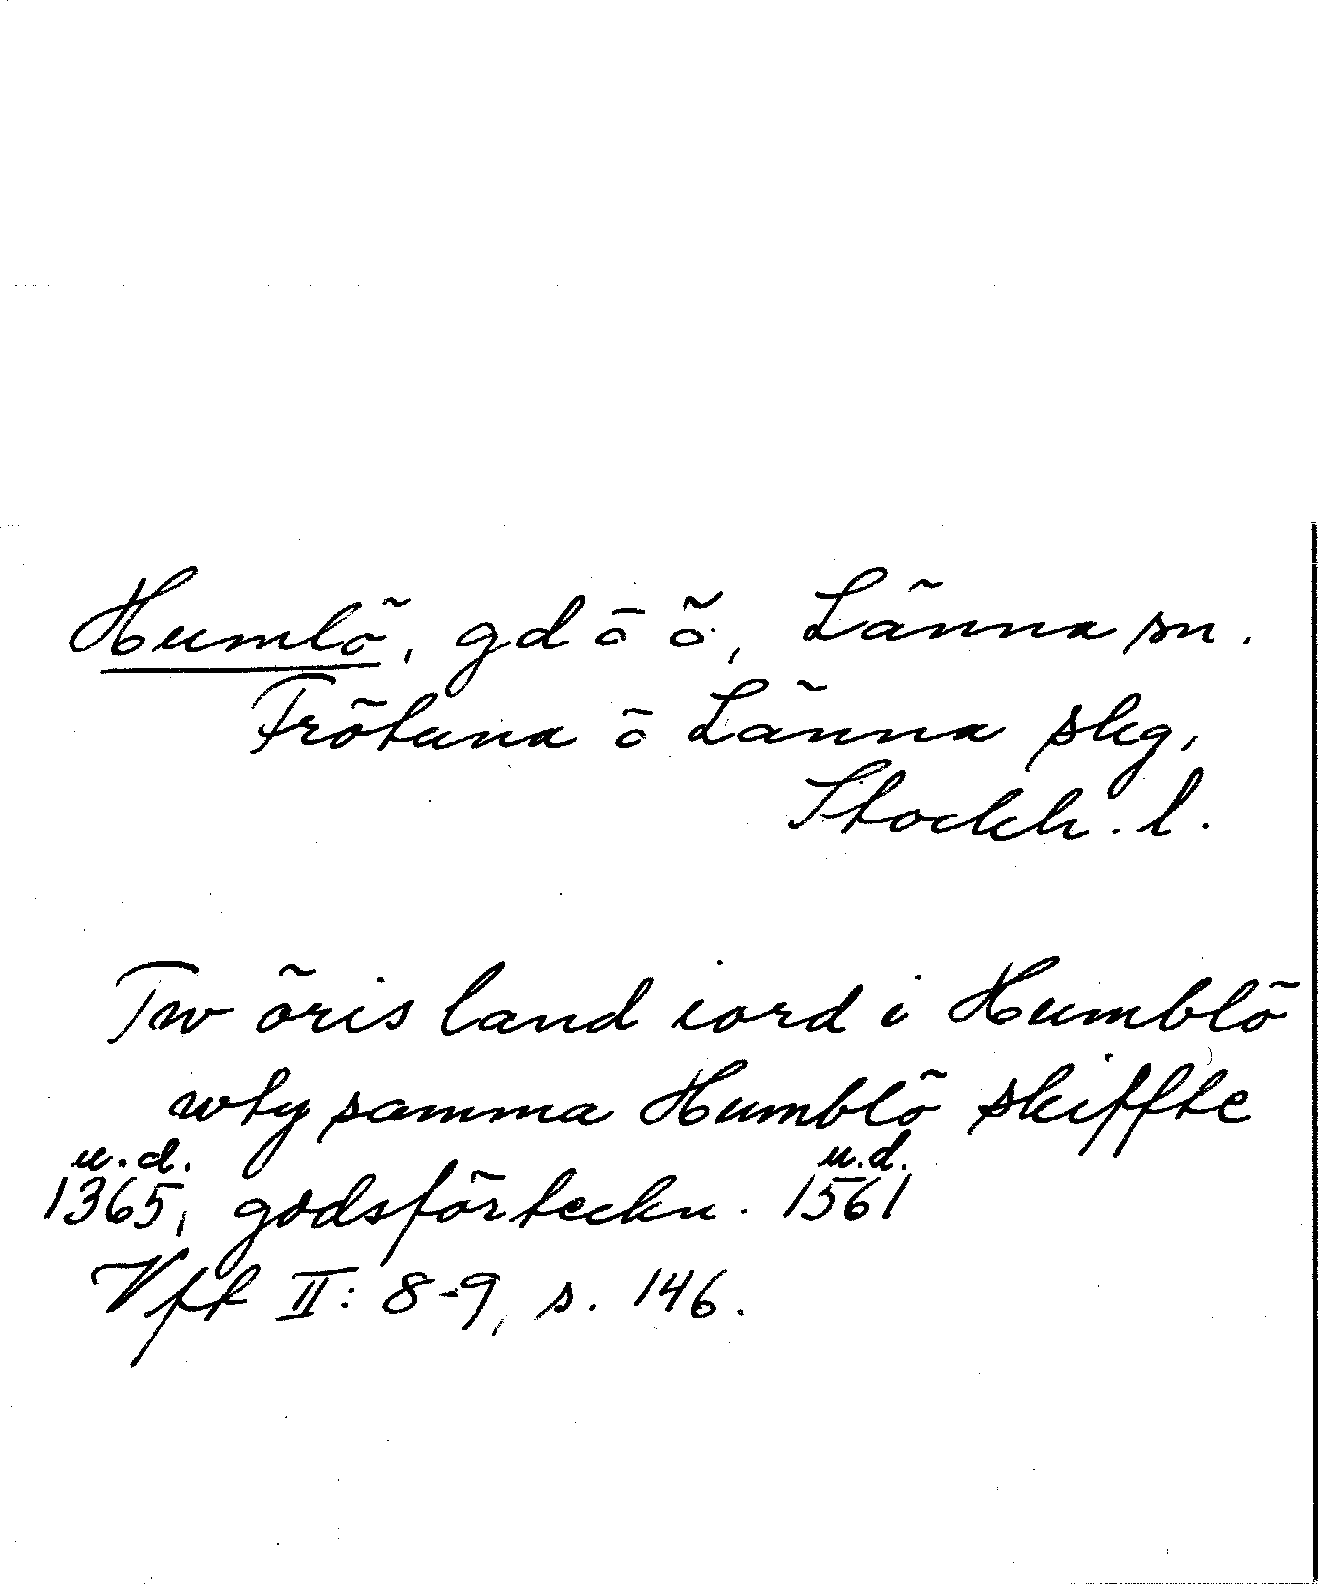 Humlö, gd o ö, Länna sn.
Frötuna o Länna skg,
Stockh. l.
Tw öris land iord i Humblö
wty samma Humblö skiffte
u.d. u.d.
1365, godsförteckn. 1561
Vft II: 8-9, s. 146.